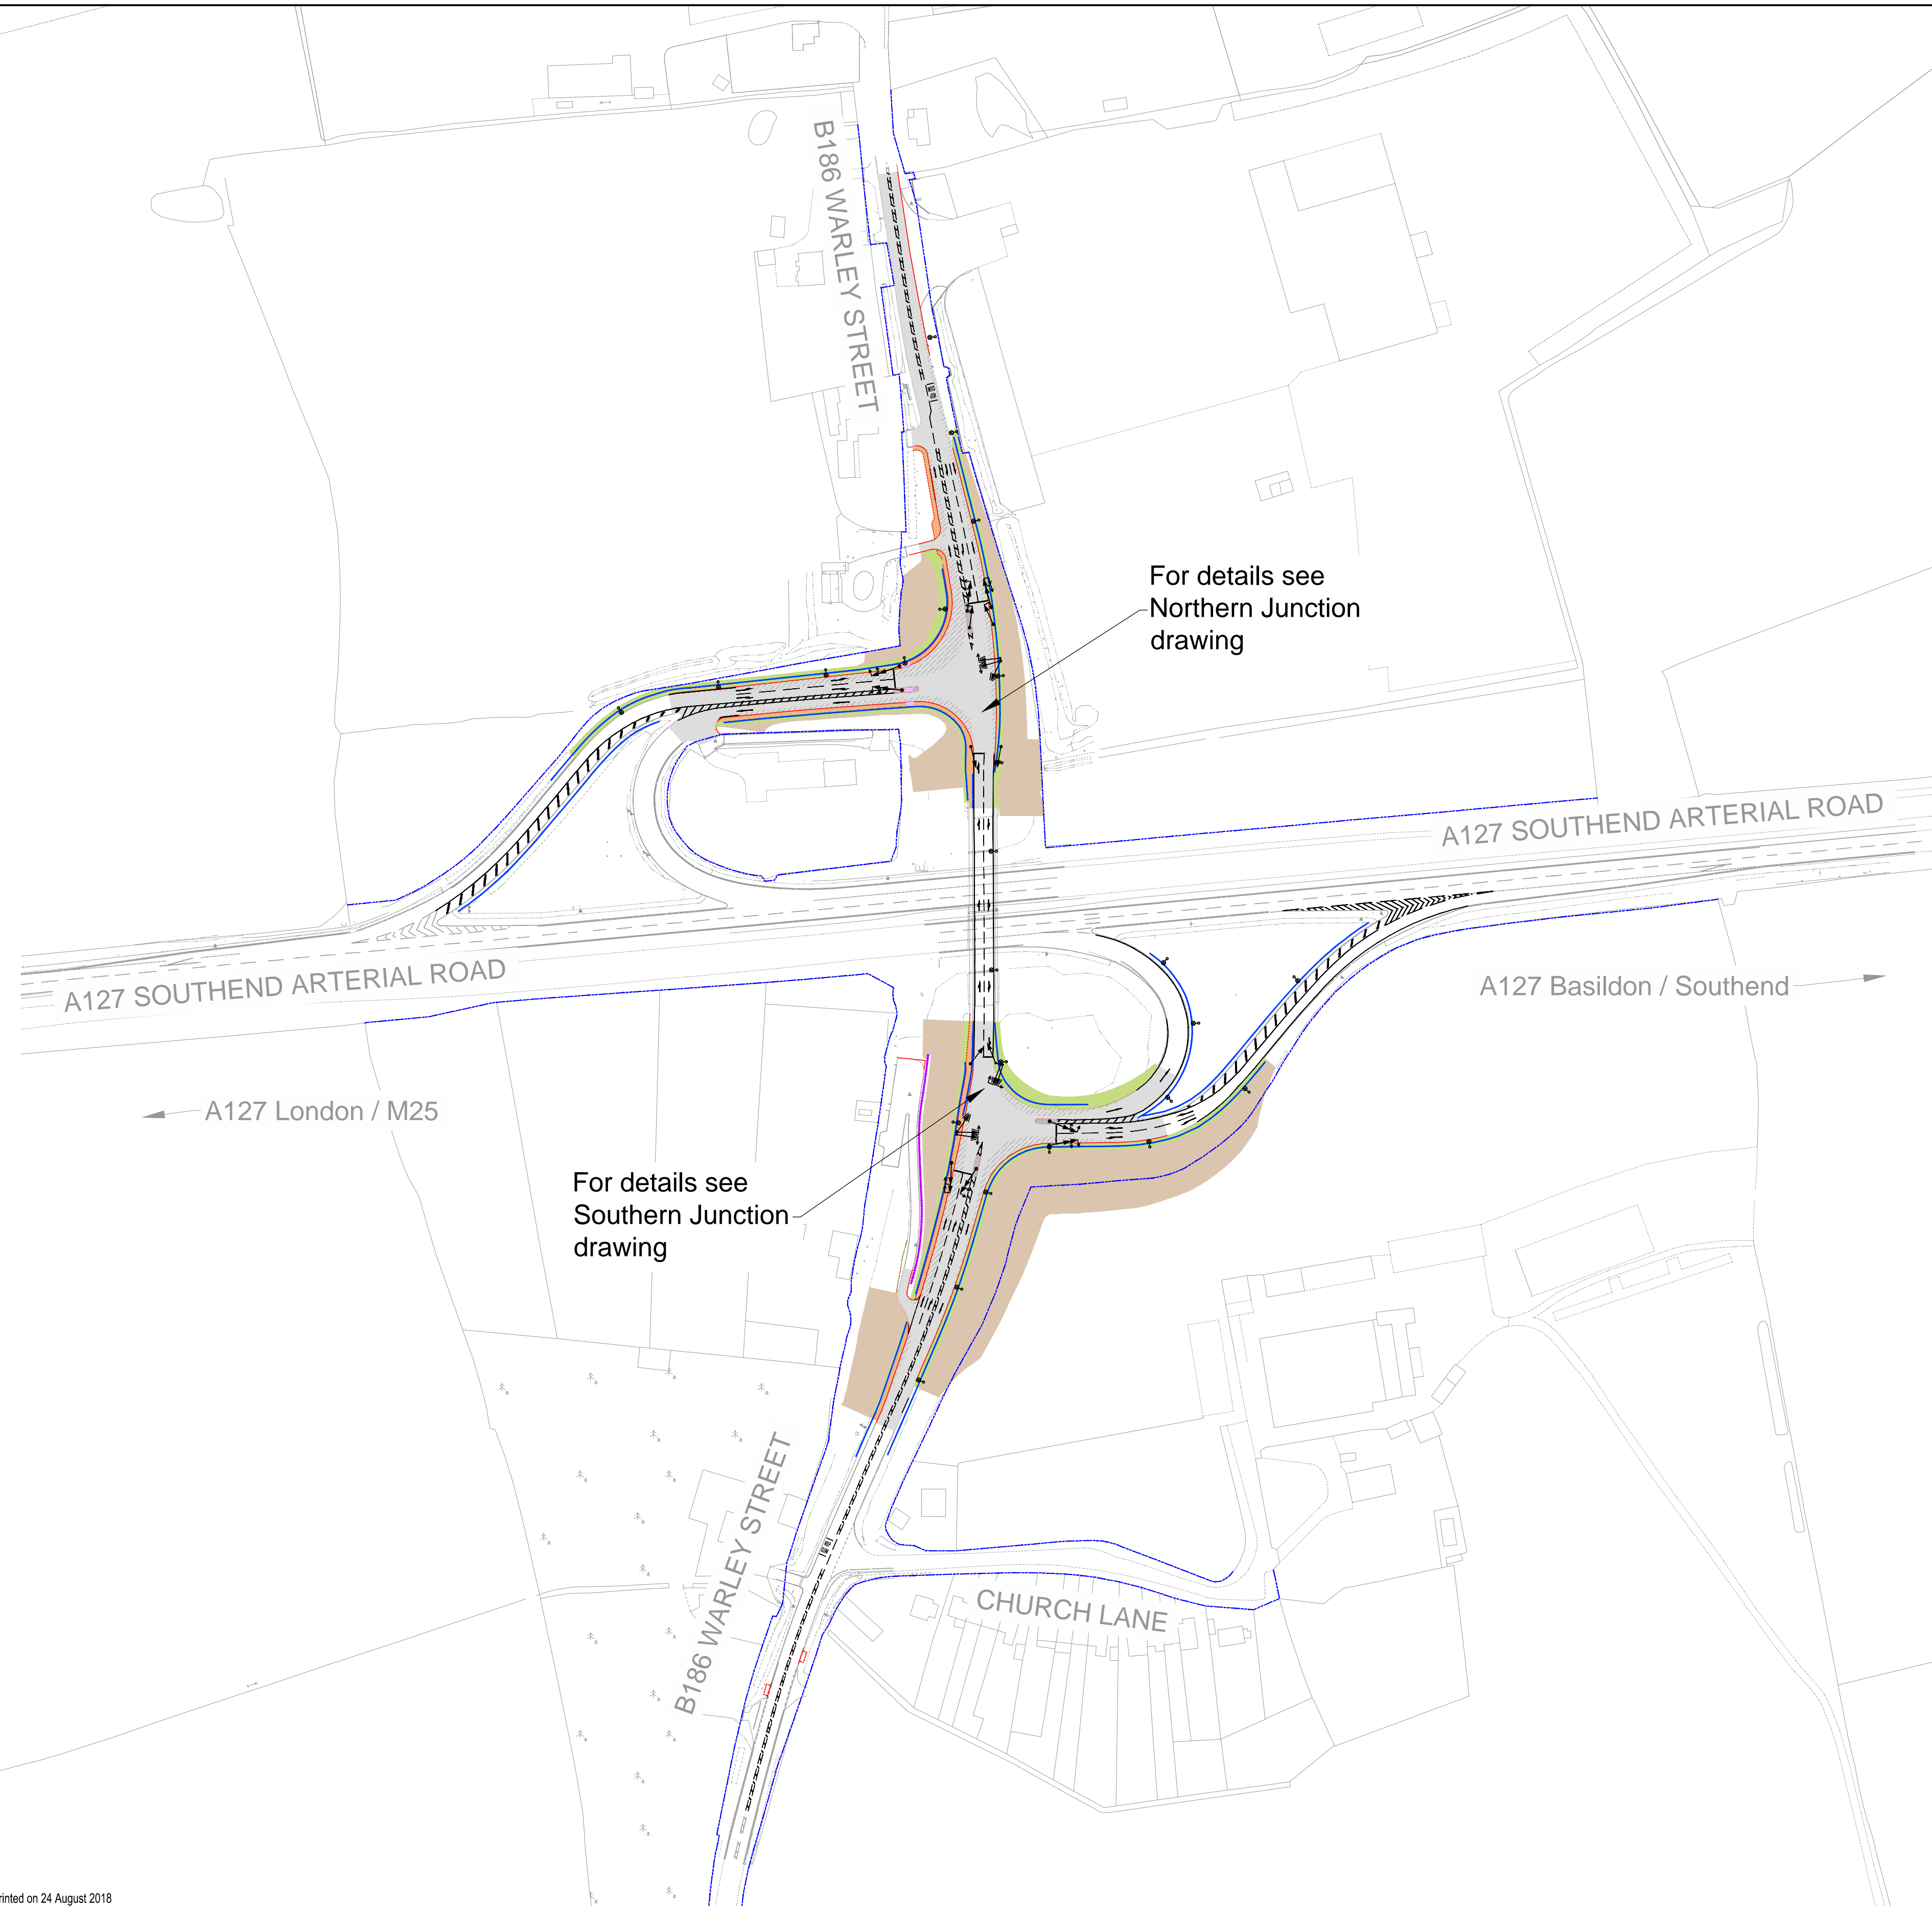 B186 WARLEY STREET
For details see
Northern Junction
drawing
A127 SOUTHEND ARTERIAL ROAD
A127 SOUTHEND ARTERIAL ROAD
A127 Basildon / Southend
A127 London / M25
For details see
Southern Junction
drawing
B186 WARLEY STREET
CHURCH LANE
rinted on 24 August 2018